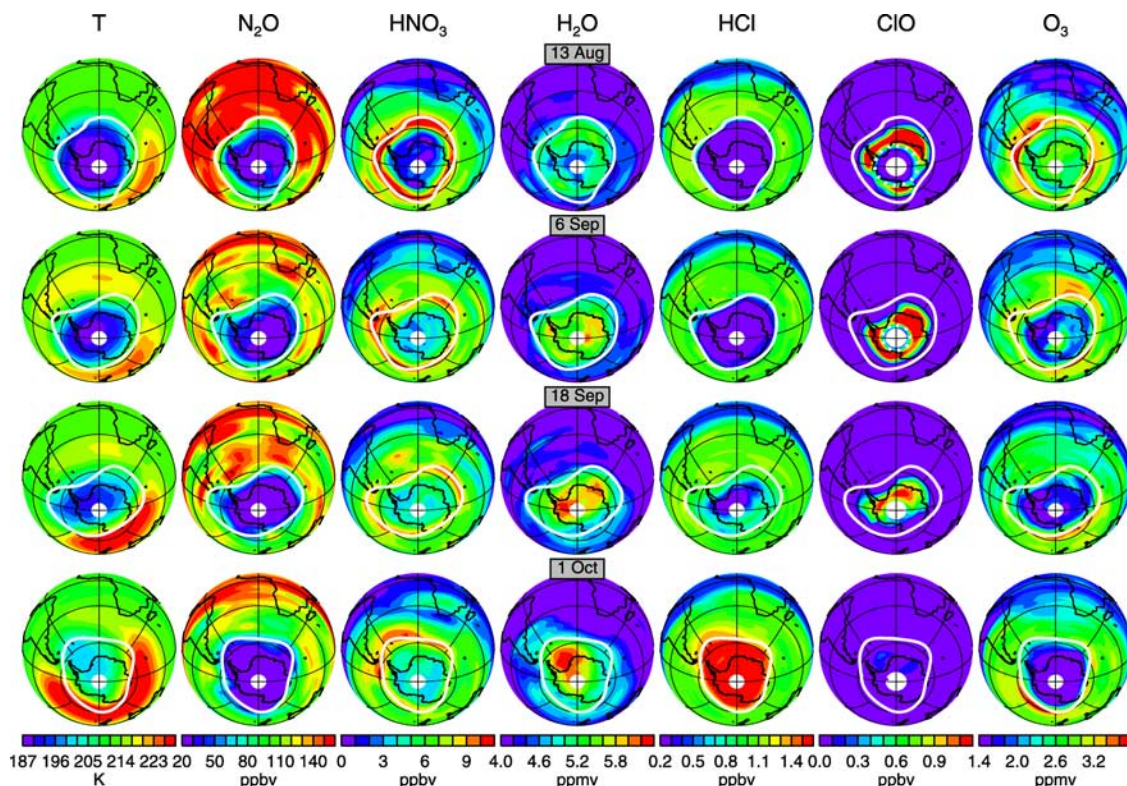 T N₂O HNO₃ H₂O HCl ClO O₃
13 Aug
6 Sep
18 Sep
1 Oct
187 196 205 214 223 20 50 80 110 140 0 3 6 9 4.0 4.6 5.2 5.8 0.2 0.5 0.8 1.1 1.4 0.0 0.3 0.6 0.9 1.4 2.0 2.6 3.2
K ppbv ppbv ppmv ppbv ppbv ppmv